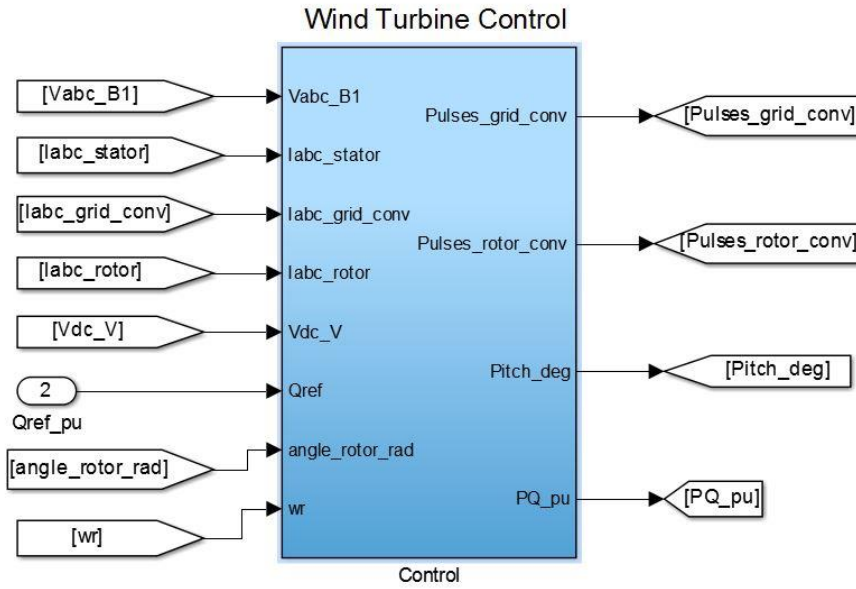 Wind Turbine Control
[Vabc_B1]
Vabc_B1
Pulses_grid_conv
[Pulses_grid_conv]
[Iabc_stator]
Iabc_stator
[Iabc_grid_conv]
Iabc_grid_conv
Pulses_rotor_conv
[Pulses_rotor_conv]
[Iabc_rotor]
Iabc_rotor
[Vdc_V]
Vdc_V
Pitch_deg
[Pitch_deg]
2
Qref
Qref_pu
[angle_rotor_rad]
angle_rotor_rad
PQ_pu
[PQ_pu]
[wr]
wr
Control